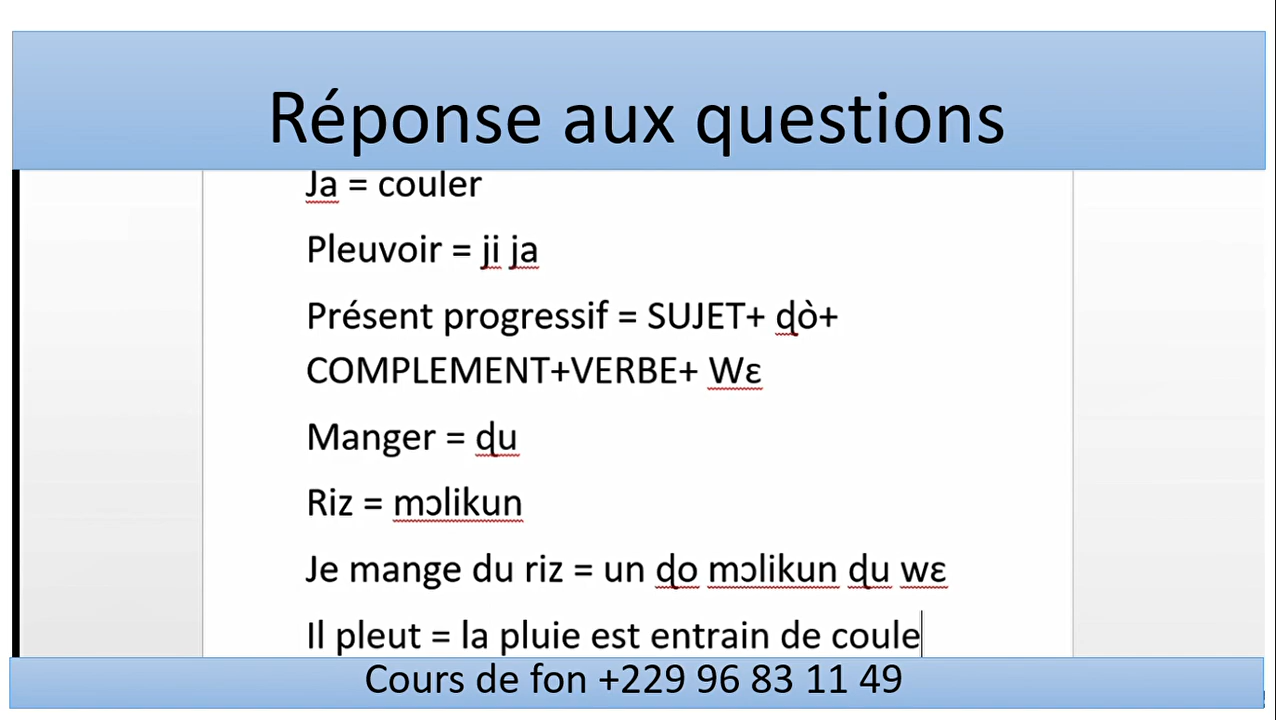 Réponse aux questions
Ja = couler
Pleuvoir = ji ja
Présent progressif = SUJET+ ɖò+
COMPLEMENT+VERBE+ Wɛ
Manger = ɖu
Riz = mɔlikun
Je mange du riz = un ɖo mɔlikun ɖu wɛ
Il pleut = la pluie est entrain de coule
Cours de fon +229 96 83 11 49